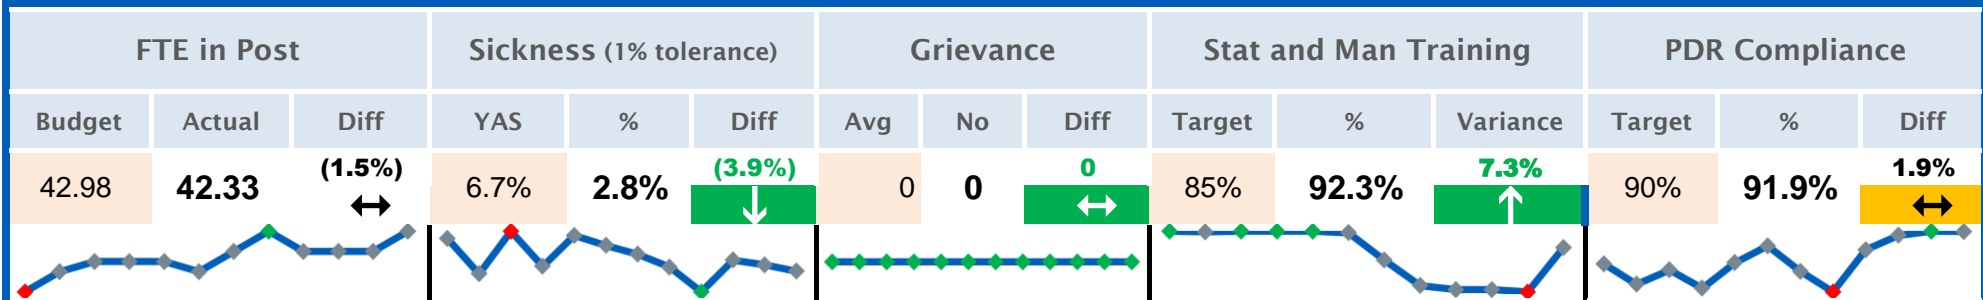 FTE in Post Sickness (1% tolerance) Grievance Stat and Man Training PDR Compliance
Budget Actual Diff YAS % Diff Avg No Diff Target % Variance Target % Diff
42.98 42.33 (1.5%) 6.7% 2.8% (3.9%) 0 0 0 85% 92.3% 7.3% 90% 91.9% 1.9%